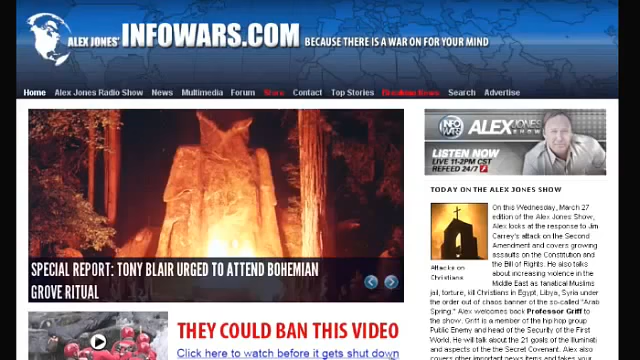 ALEX JONES' INFOWARS.COM BECAUSE THERE IS A WAR ON FOR YOUR MIND
Home Alex Jones Radio Show News Multimedia Forum Store Contact Top Stories Breaking News Search Advertise
SPECIAL REPORT: TONY BLAIR URGED TO ATTEND BOHEMIAN
GROVE RITUAL
THEY COULD BAN THIS VIDEO
Click here to watch before it gets shut down
INFO WARS ALEX JONES SHOW
LISTEN NOW
LIVE 11-2PM CST
REFEED 24/7
TODAY ON THE ALEX JONES SHOW
Attacks on
Christians
On this Wednesday, March 27
edition of the Alex Jones Show,
Alex looks at the response to Jim
Carrey's attack on the Second
Amendment and covers growing
assaults on the Constitution and
the Bill of Rights. He also talks
about increasing violence in the
Middle East as fanatical Muslims
jail, torture, kill Christians in Egypt, Libya, Syria under
the order out of chaos banner of the so-called "Arab
Spring." Alex welcomes back Professor Griff to the
show. Griff is a member of the hip hop group
Public Enemy and head of the Security of the First
World. He will talk about the 21 goals of the Illuminati
and aspects of the Secret Covenant. Alex also
covers other important news items and takes your